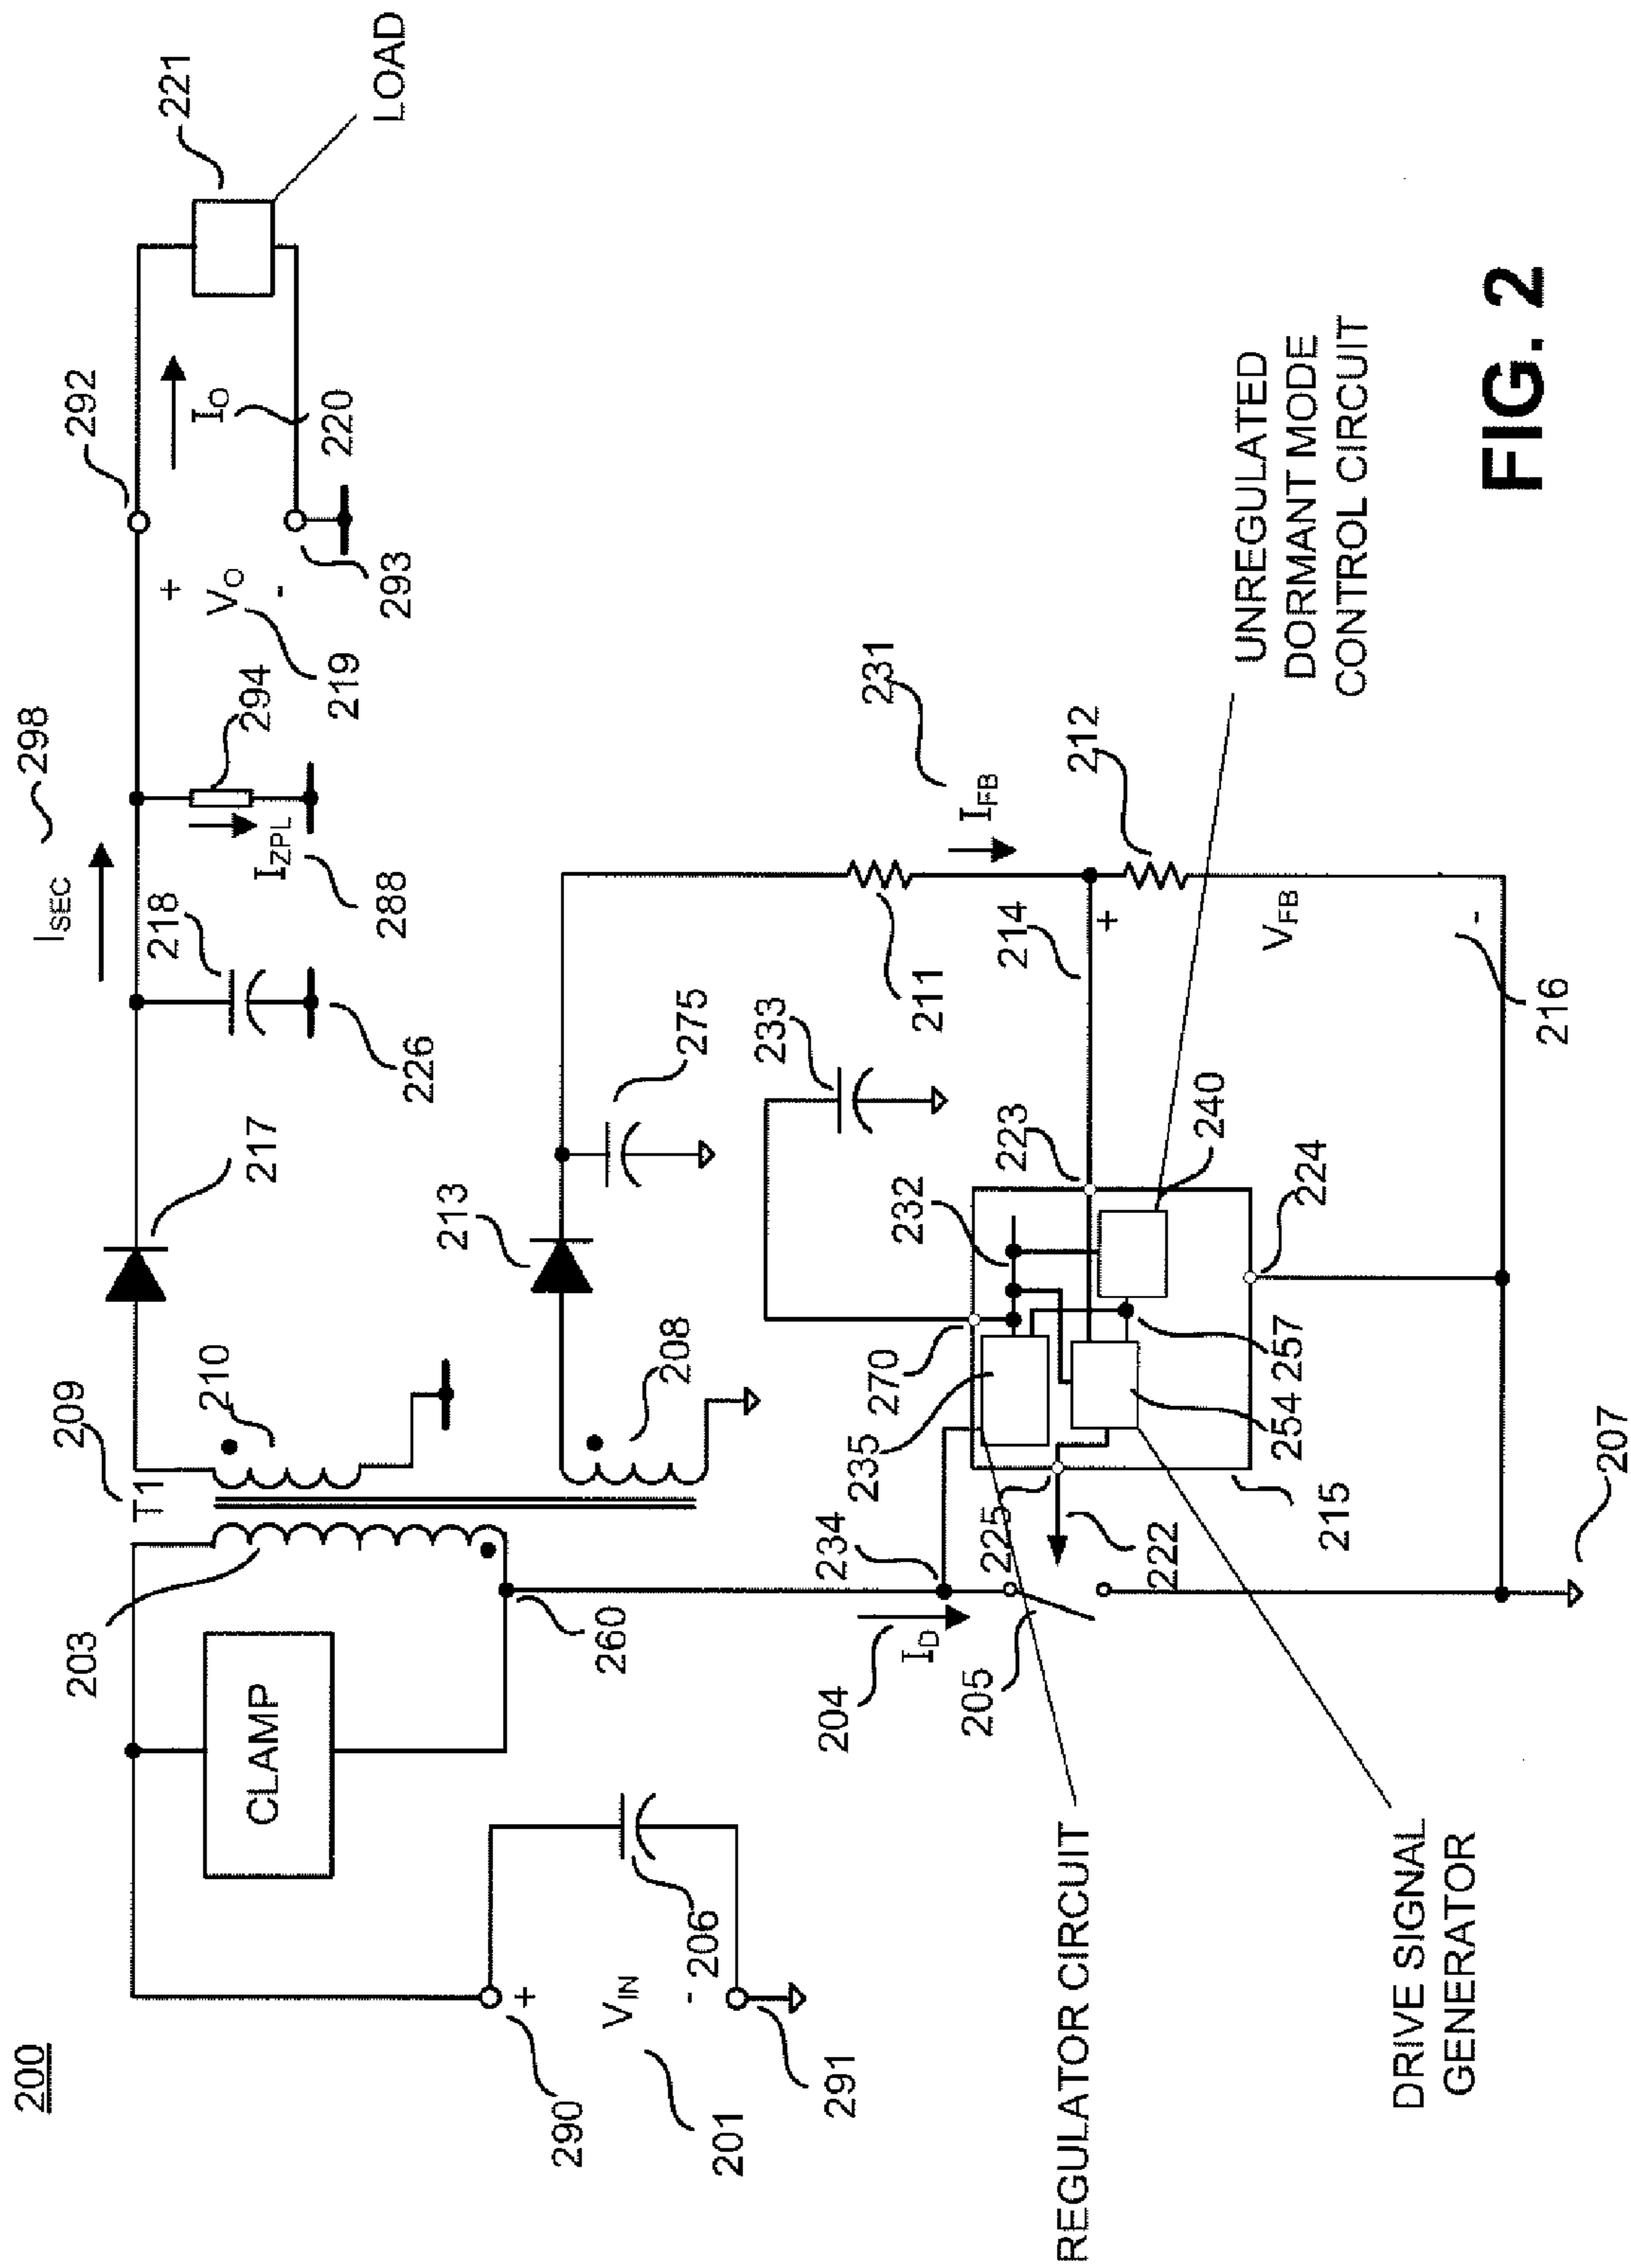 200
T1
209
203
CLAMP
210
217
ISEC
298
218
226
IZPL
288
294
+
VO
-
219
292
293
IO
220
221
LOAD
290
+
VIN
-
201
291
206
260
208
213
275
233
211
231
IFB
212
214
+
VFB
-
216
204
ID
234
205
225
222
235
270
232
223
240
254
257
224
215
207
REGULATOR CIRCUIT
DRIVE SIGNAL
GENERATOR
UNREGULATED
DORMANT MODE
CONTROL CIRCUIT
FIG. 2